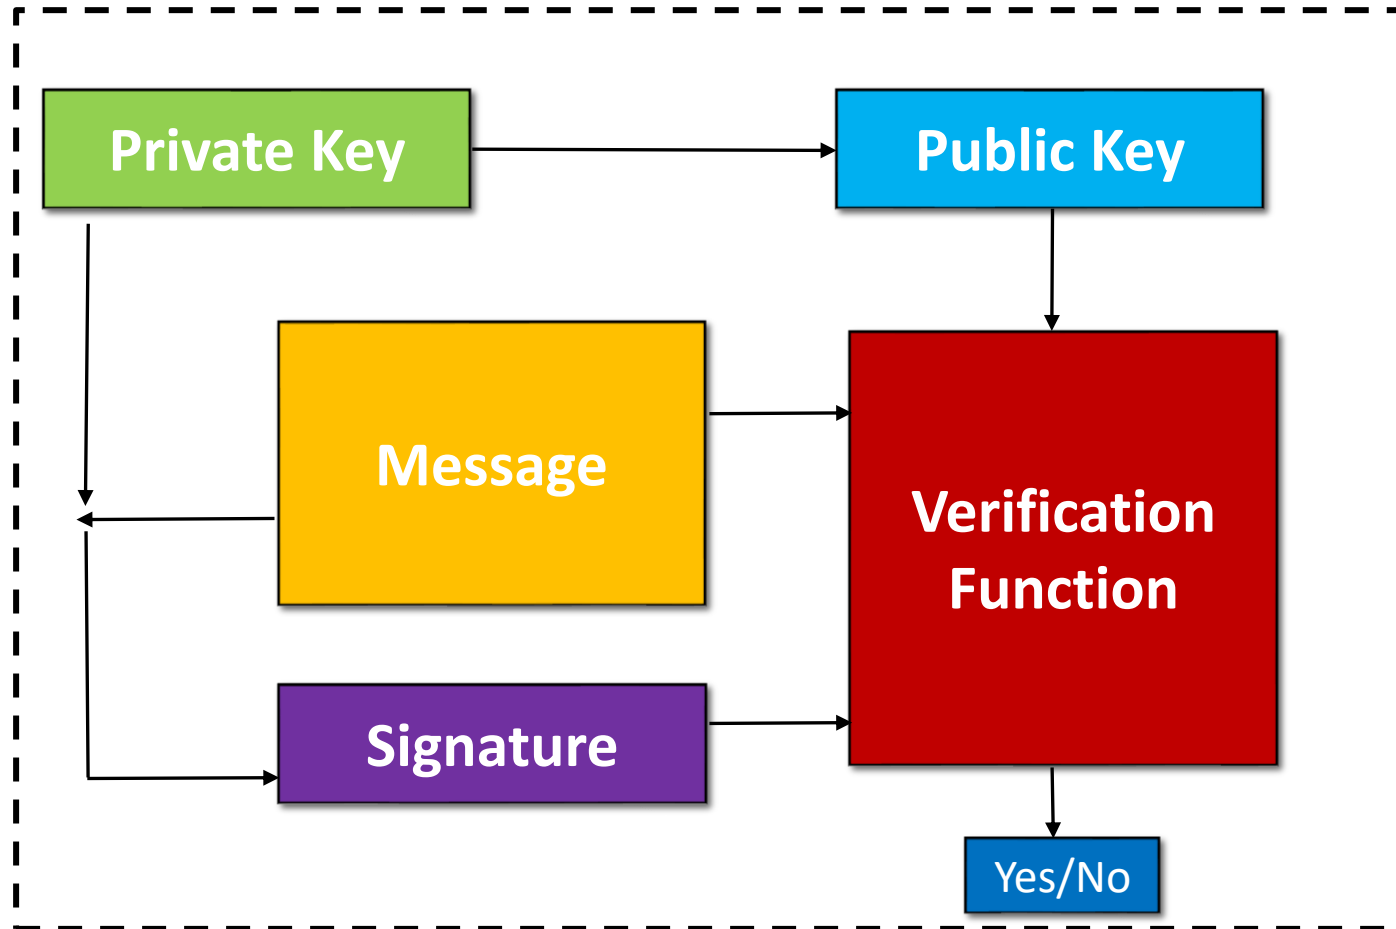 Private Key
Public Key
Message
Verification
Function
Signature
Yes/No